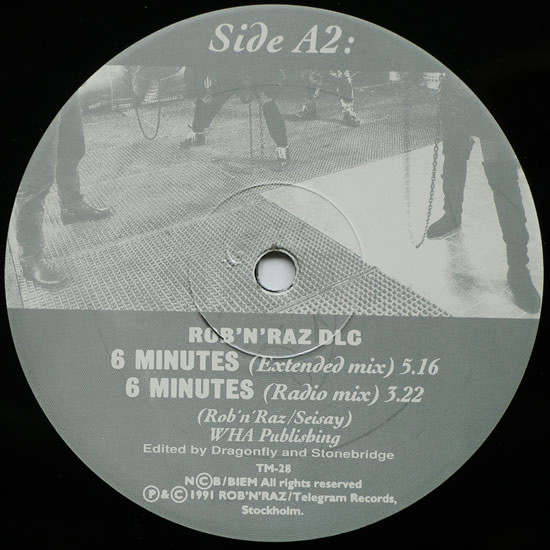 Side A2:
ROB'N'RAZ DLC
6 MINUTES (Extended mix) 5.16
6 MINUTES (Radio mix) 3.22
(Rob'n'Raz/Seisay)
WHA Publishing
Edited by Dragonfly and Stonebridge
TM-28
NⒸB/BIEM All rights reserved
Ⓟ&Ⓒ1991 ROB'N'RAZ/Telegram Records,
Stockholm.